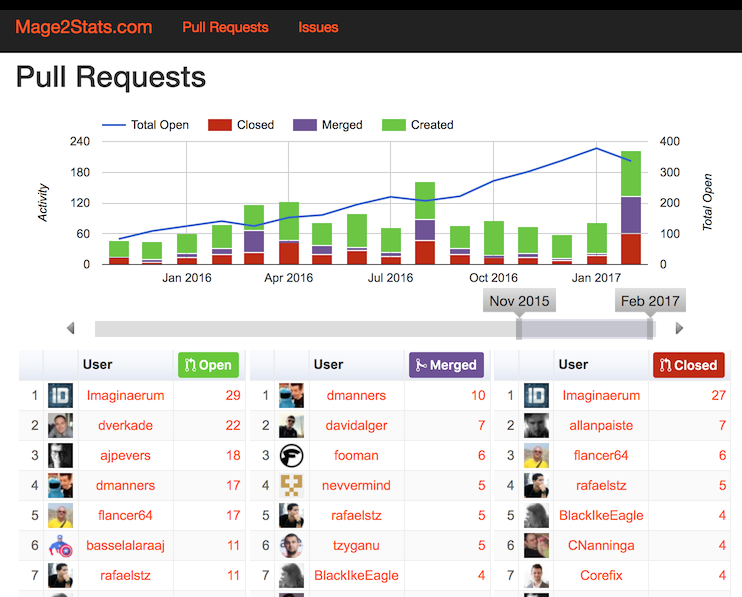 Mage2Stats.com Pull Requests Issues
Pull Requests
Total Open Closed Merged Created
240 400
180 300
120 200
60 100
0 0
Activity
Total Open
Jan 2016 Apr 2016 Jul 2016 Oct 2016 Jan 2017
Nov 2015 Feb 2017
User Open User Merged User Closed
1 Imaginaerum 29 1 dmanners 10 1 Imaginaerum 27
2 dverkade 22 2 davidalger 7 2 allanpaiste 7
3 ajpevers 18 3 fooman 6 3 flancer64 6
4 dmanners 17 4 nevvermind 5 4 rafaelstz 5
5 flancer64 17 5 rafaelstz 5 5 BlackIkeEagle 4
6 basselalaraaj 11 6 tzyganu 5 6 CNanninga 4
7 rafaelstz 11 7 BlackIkeEagle 4 7 Corefix 4